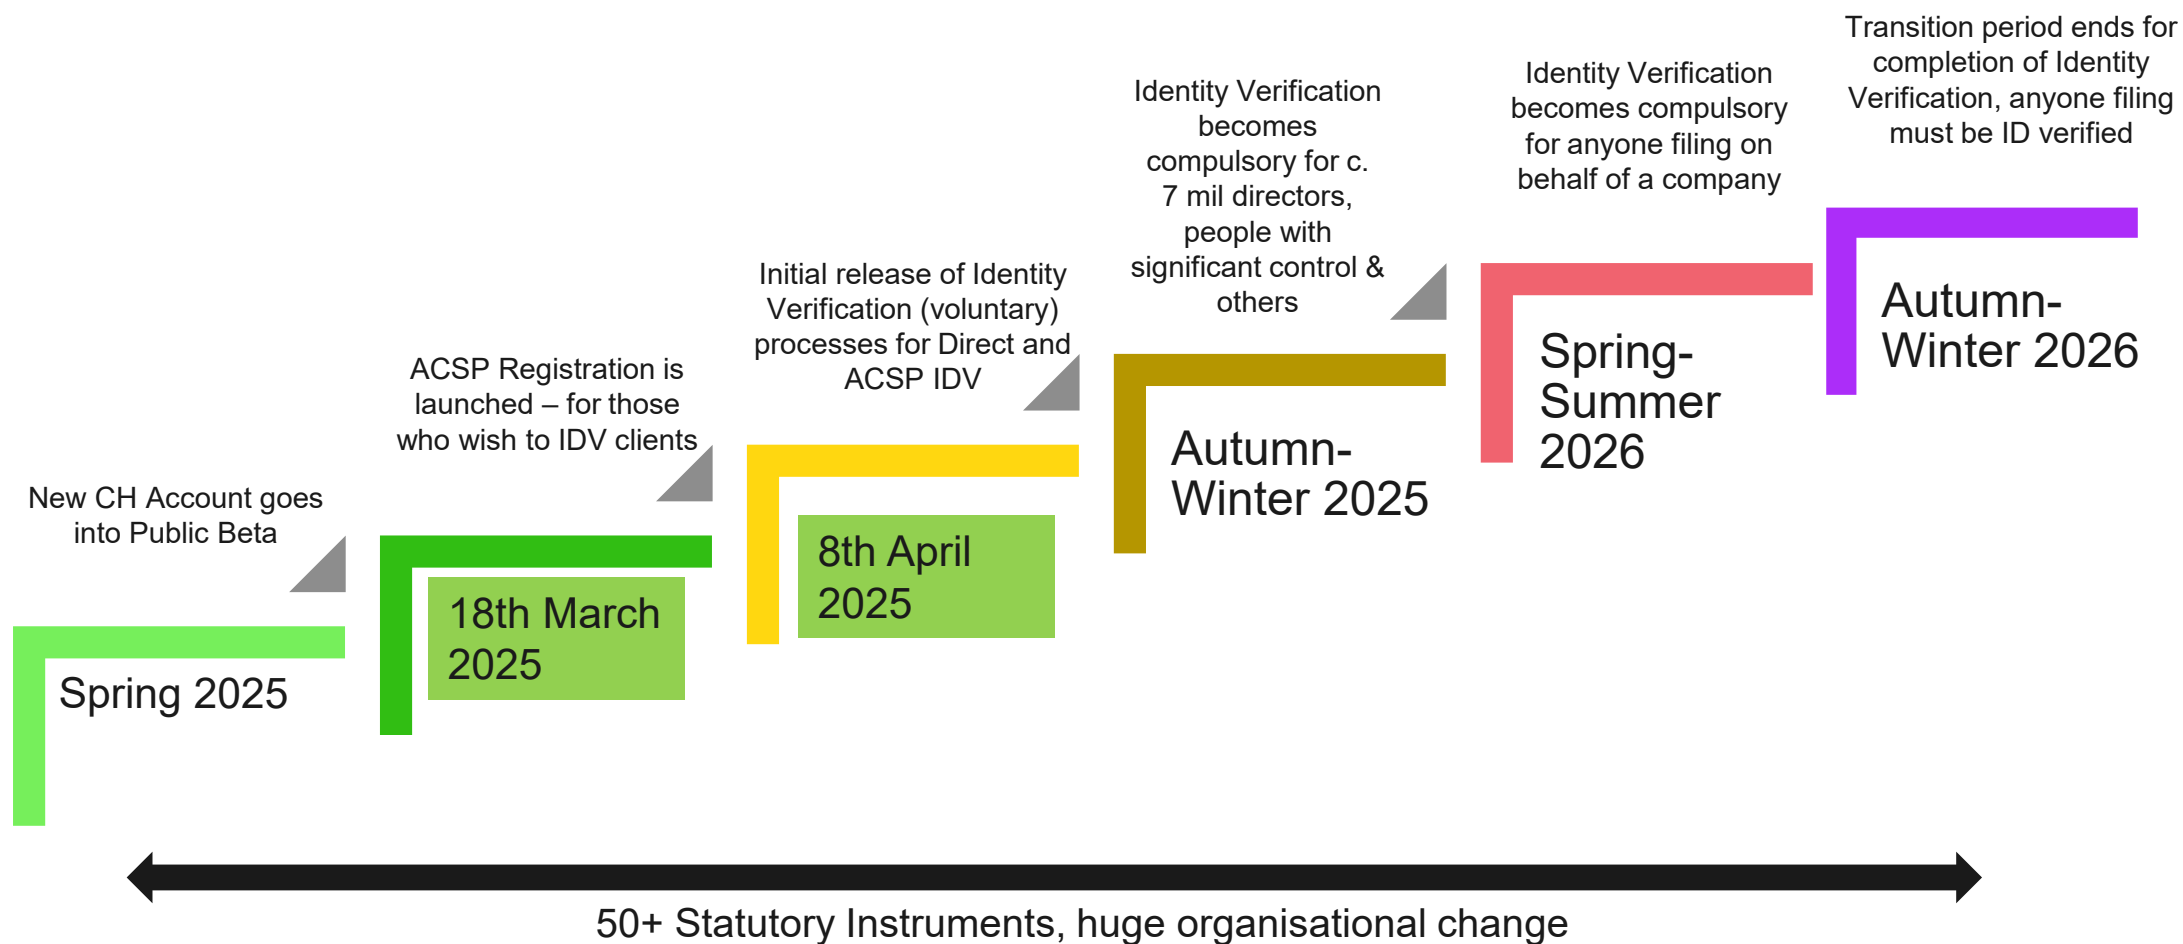 New CH Account goes
into Public Beta
Spring 2025
ACSP Registration is
launched – for those
who wish to IDV clients
18th March
2025
Initial release of Identity
Verification (voluntary)
processes for Direct and
ACSP IDV
8th April
2025
Identity Verification
becomes
compulsory for c.
7 mil directors,
people with
significant control &
others
Autumn-
Winter 2025
Identity Verification
becomes compulsory
for anyone filing on
behalf of a company
Spring-
Summer
2026
Transition period ends for
completion of Identity
Verification, anyone filing
must be ID verified
Autumn-
Winter 2026
50+ Statutory Instruments, huge organisational change